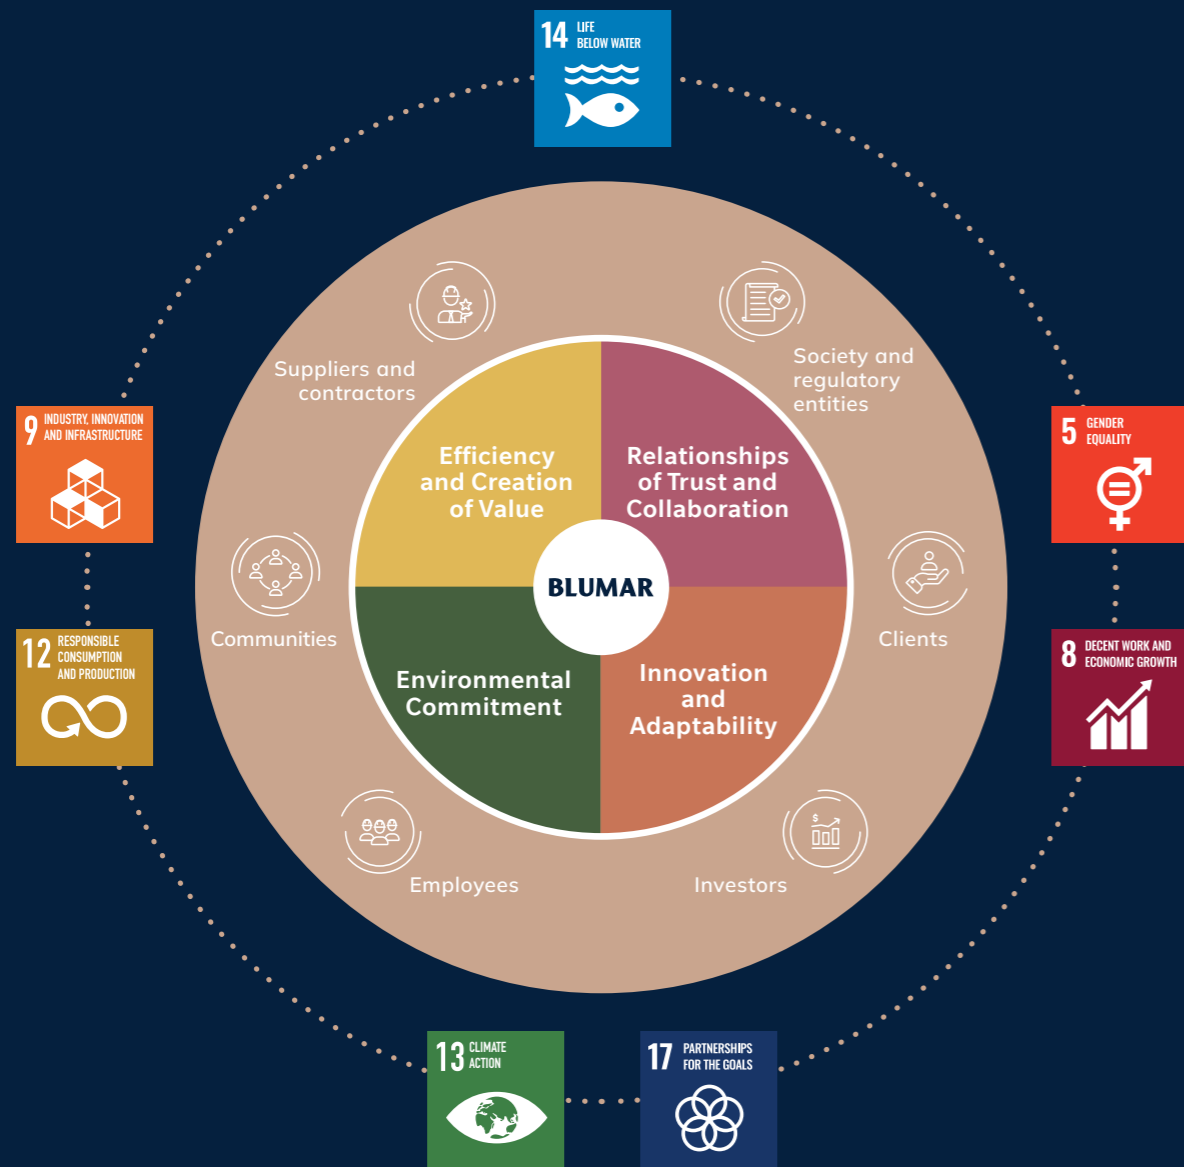 14 LIFE
BELOW WATER
Suppliers and
contractors
Society and
regulatory
entities
9 INDUSTRY, INNOVATION
AND INFRASTRUCTURE
5 GENDER
EQUALITY
Efficiency
and Creation
of Value
Relationships
of Trust and
Collaboration
BLUMAR
Communities
Clients
12 RESPONSIBLE
CONSUMPTION
AND PRODUCTION
8 DECENT WORK AND
ECONOMIC GROWTH
Environmental
Commitment
Innovation
and
Adaptability
$
Employees
Investors
13 CLIMATE
ACTION
17 PARTNERSHIPS
FOR THE GOALS